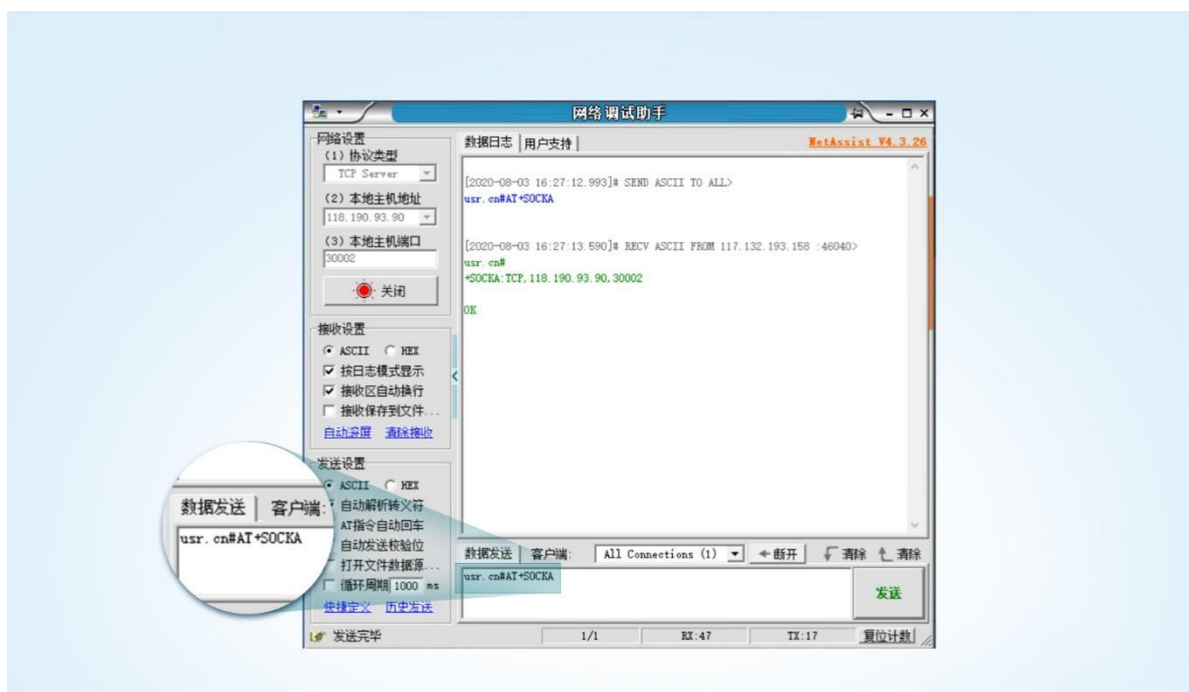 网络调试助手
网络设置
(1) 协议类型
TCP Server
(2) 本地主机地址
118.190.93.90
(3) 本地主机端口
30002
关闭
接收设置
ASCII HEX
按日志模式显示
接收区自动换行
接收保存到文件...
自动滚屏 清除接收
发送设置
ASCII HEX
自动解析转义符
AT指令自动回车
自动发送校验位
打开文件数据源...
循环周期 1000 ms
快捷定义 历史发送
数据日志 用户支持 NetAssist V4.3.26
[2020-08-03 16:27:12.993]# SEND ASCII TO ALL>
usr.cn#AT+SOCKA
[2020-08-03 16:27:13.590]# RECV ASCII FROM 117.132.193.158 :46040>
usr.cn#
+SOCKA:TCP,118.190.93.90,30002
OK
数据发送 客户端: All Connections (1) 断开 清除 清除
usr.cn#AT+SOCKA
发送
数据发送 客户端:
usr.cn#AT+SOCKA
发送完毕 1/1 RX:47 TX:17 复位计数